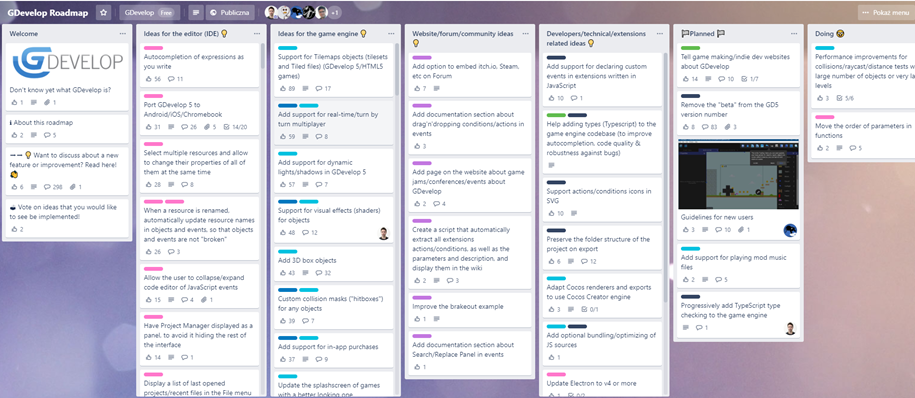 GDevelop Roadmap
GDevelop Free
Publiczna
+1
Pokaż menu
Welcome
GDEVELOP
Don't know yet what GDevelop is?
1 1
About this roadmap
2 5
Want to discuss about a new
feature or improvement? Read here!
6 298 1
Vote on ideas that you would like
to see be implemented!
2
Ideas for the editor (IDE)
Autocompletion of expressions as
you write
56 11
Port GDevelop 5 to
Android/iOS/Chromebook
31 26 5 14/20
Select multiple resources and allow
to change their properties of all of
them at the same time
28 8
When a resource is renamed,
automatically update resource names
in objects and events, so that objects
and events are not "broken"
26 3
Allow the user to collapse/expand
code editor of JavaScript events
15 4 1
Have Project Manager displayed as a
panel, to avoid it hiding the rest of
the interface
14 1
Display a list of last opened
projects/recent files in the File menu
Ideas for the game engine
Support for Tilemaps objects (tilesets
and Tiled files) (GDevelop 5/HTML5
games)
89 17
Add support for real-time/turn by
turn multiplayer
59 8
Add support for dynamic
lights/shadows in GDevelop 5
57 7
Support for visual effects (shaders) for
objects
48 12
Add 3D box objects
43 32
Custom collision masks ("hitboxes")
for any objects
39 7
Add support for in-app purchases
37 9
Update the splashscreen of games
with a better looking one
Website/forum/community ideas
Add option to embed itch.io, Steam,
etc on Forum
7
Add documentation section about
drag'n'dropping conditions/actions in
events
3
Add page on the website about game
jams/conferences/events about
GDevelop
2 4
Create a script that automatically
extract all extensions
actions/conditions, as well as the
parameters and description, and
display them in the wiki
2 3
Improve the brakeout example
1
Add documentation section about
Search/Replace Panel in events
1
Developers/technical/extensions
related ideas
Add support for declaring custom
events in extensions written in
JavaScript
10 1
Help adding types (Typescript) to the
game engine codebase (to improve
autocompletion, code quality &
robustness against bugs)
Support actions/conditions icons in
SVG
10
Preserve the folder structure of the
project on export
6 12
Adapt Cocos renderers and exports
to use Cocos Creator engine
3 0/1
Add optional bundling/optimizing of
JS sources
1
Update Electron to v4 or more
1 0/2
Planned
Tell game making/indie dev websites
about GDevelop
14 10 1/7
Remove the "beta" from the GD5
version number
8 83 3
Guidelines for new users
3 10 1
Add support for playing mod music
files
2 5
Progressively add TypeScript type
checking to the game engine
1
Doing
Performance improvements for
collisions/raycast/distance tests w
large number of objects or very la
levels
3 5/6
Move the order of parameters in
functions
2 5